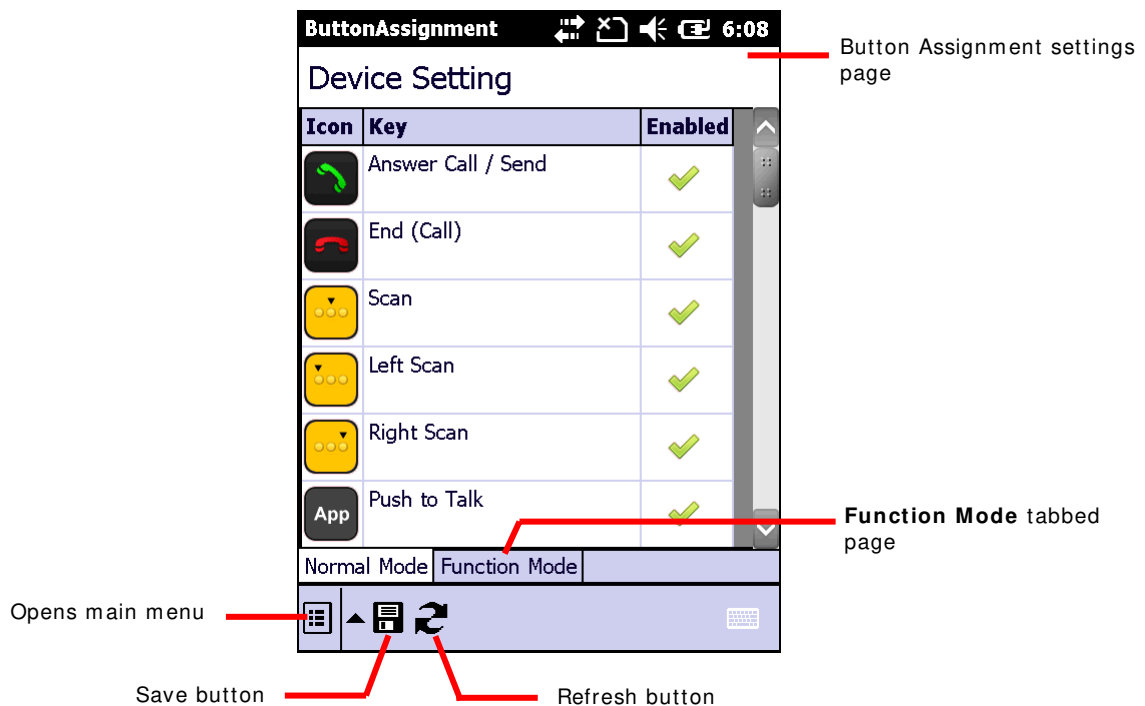 ButtonAssignment 6:08
Button Assignment settings
page
Device Setting
Icon Key Enabled
Answer Call / Send
End (Call)
Scan
Left Scan
Right Scan
App Push to Talk
Function Mode tabbed
page
Normal Mode Function Mode
Opens main menu
Save button
Refresh button